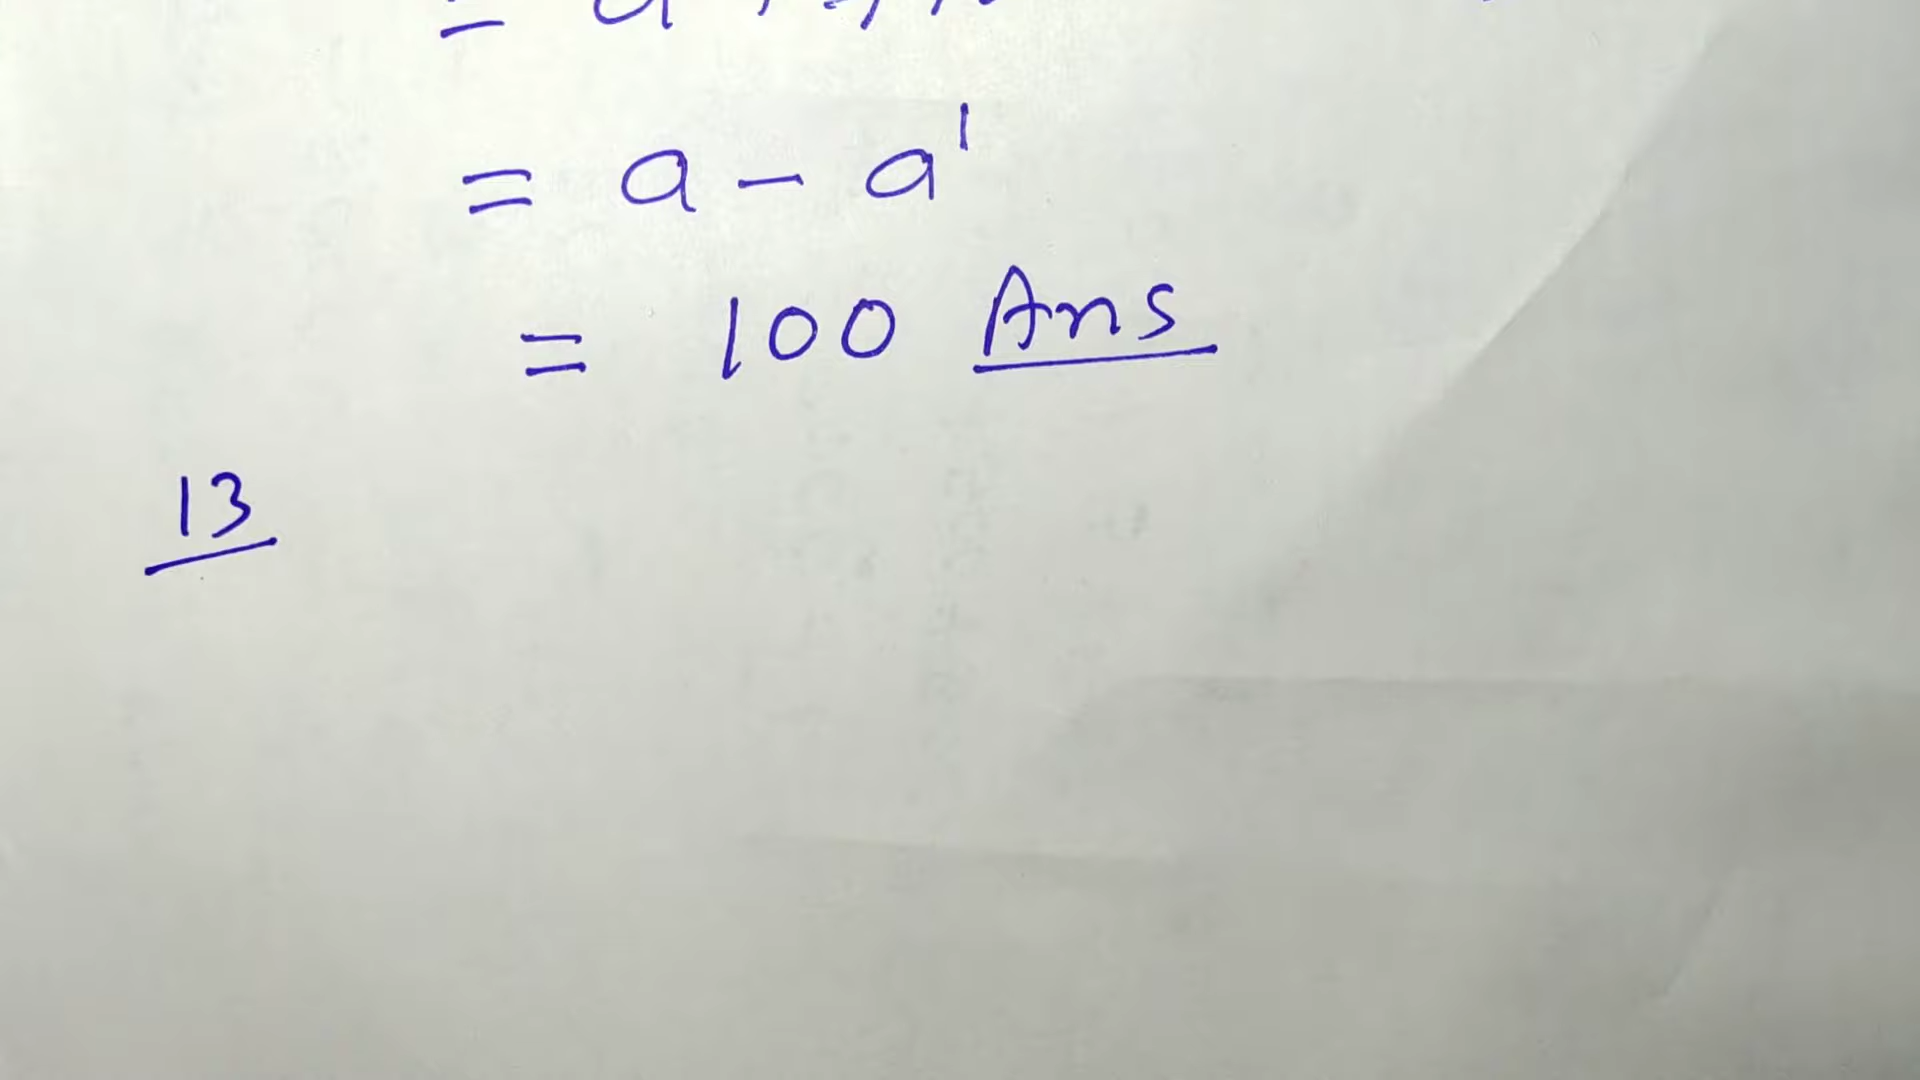 = a - a'
= 100 Ans
13